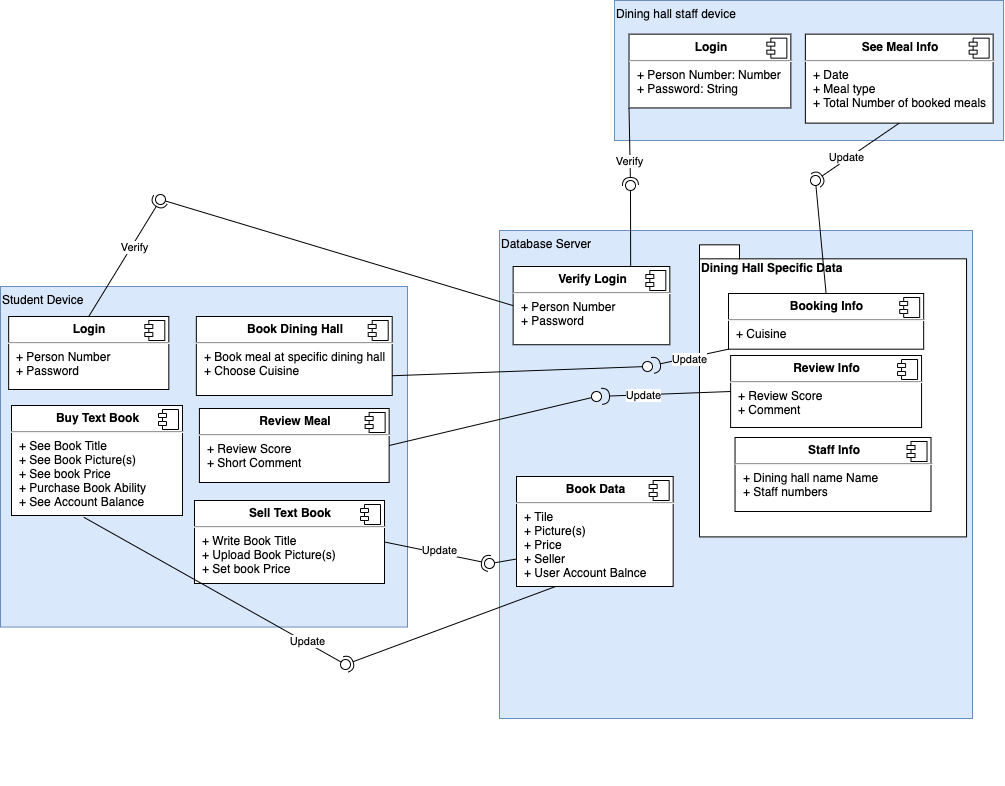 Dining hall staff device
Login
+ Person Number: Number
+ Password: String
See Meal Info
+ Date
+ Meal type
+ Total Number of booked meals
Verify
Update
Verify
Database Server
Verify Login
+ Person Number
+ Password
Dining Hall Specific Data
Booking Info
+ Cuisine
Review Info
+ Review Score
+ Comment
Staff Info
+ Dining hall name Name
+ Staff numbers
Student Device
Login
+ Person Number
+ Password
Book Dining Hall
+ Book meal at specific dining hall
+ Choose Cuisine
Update
Update
Buy Text Book
+ See Book Title
+ See Book Picture(s)
+ See book Price
+ Purchase Book Ability
+ See Account Balance
Review Meal
+ Review Score
+ Short Comment
Sell Text Book
+ Write Book Title
+ Upload Book Picture(s)
+ Set book Price
Update
Book Data
+ Tile
+ Picture(s)
+ Price
+ Seller
+ User Account Balnce
Update